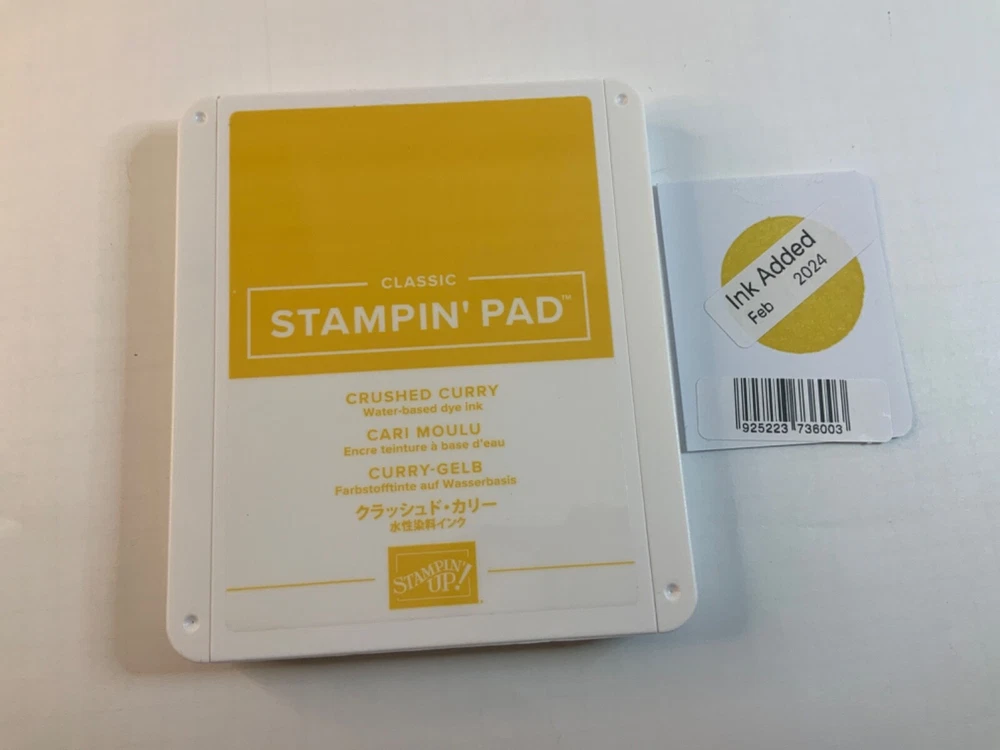 CLASSIC
STAMPIN' PAD™
CRUSHED CURRY
Water-based dye ink
CARI MOULU
Encre teinture à base d'eau
CURRY-GELB
Farbstofftinte auf Wasserbasis
クラッシュド・カリー
水性染料インク
STAMPIN'
UP!
Ink Added
Feb 2024
925223 736003